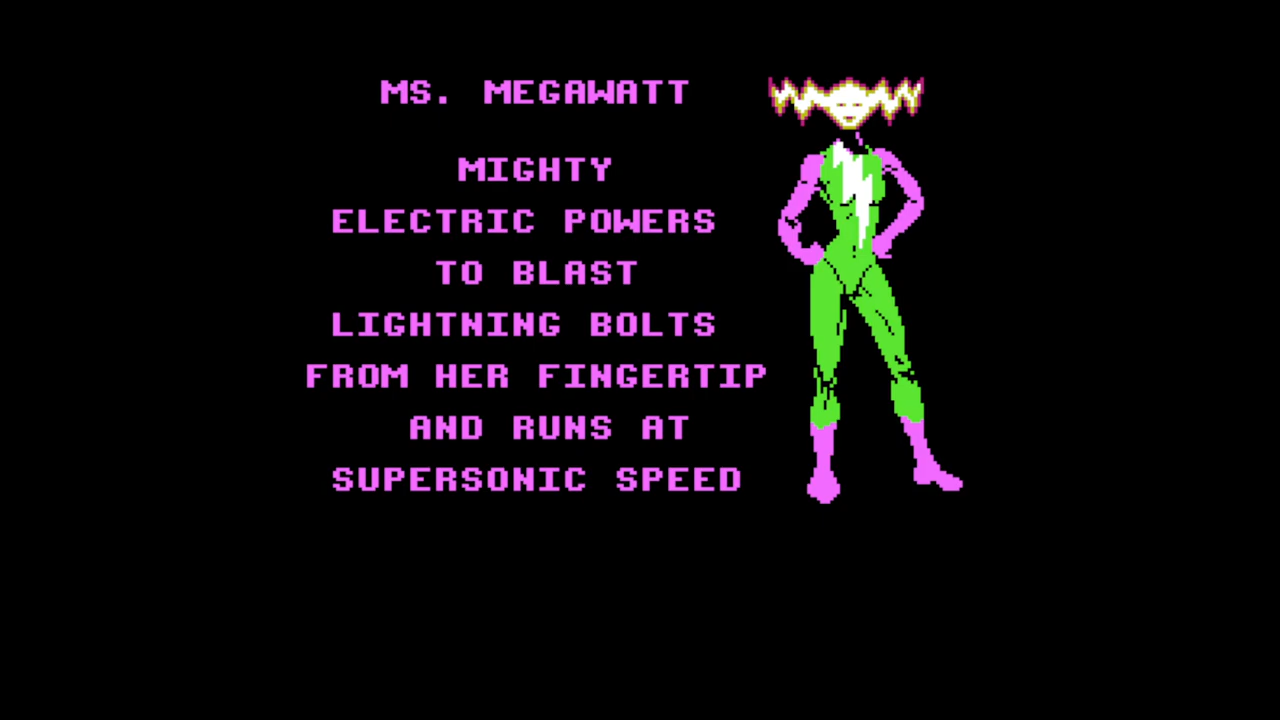 MS. MEGAWATT
MIGHTY
ELECTRIC POWERS
TO BLAST
LIGHTNING BOLTS
FROM HER FINGERTIP
AND RUNS AT
SUPERSONIC SPEED